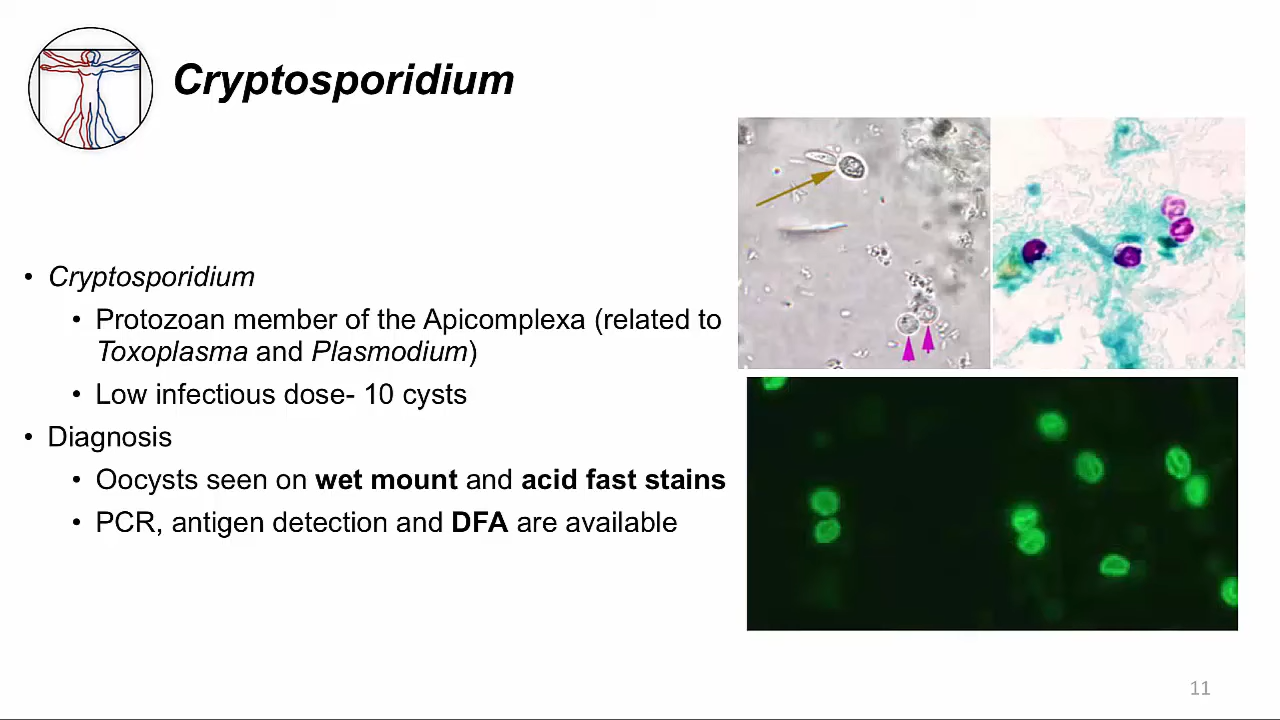 Cryptosporidium
• Cryptosporidium
• Protozoan member of the Apicomplexa (related to
Toxoplasma and Plasmodium)
• Low infectious dose- 10 cysts
• Diagnosis
• Oocysts seen on wet mount and acid fast stains
• PCR, antigen detection and DFA are available
11